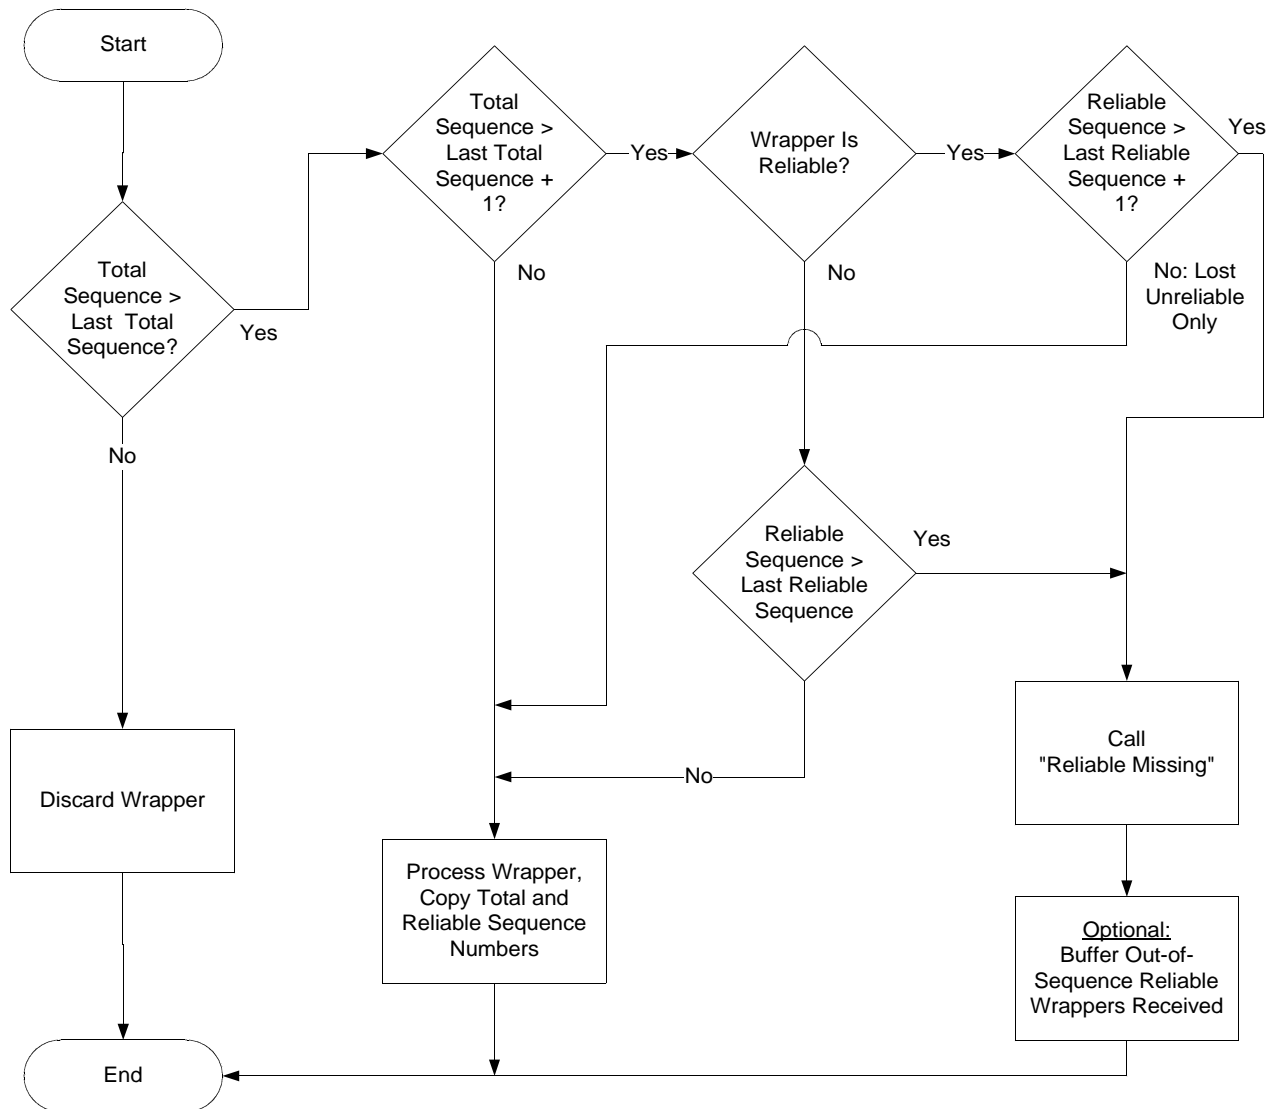 Start
Total
Sequence >
Last Total
Sequence +
1?
Yes
Wrapper Is
Reliable?
Yes
Reliable
Sequence >
Last Reliable
Sequence +
1?
Yes
Total
Sequence >
Last  Total
Sequence?
Yes
No
No
No: Lost
Unreliable
Only
No
Reliable
Sequence >
Last Reliable
Sequence
Yes
Call
"Reliable Missing"
No
Discard Wrapper
Process Wrapper,
Copy Total and
Reliable Sequence
Numbers
Optional:
Buffer Out-of-
Sequence Reliable
Wrappers Received
End